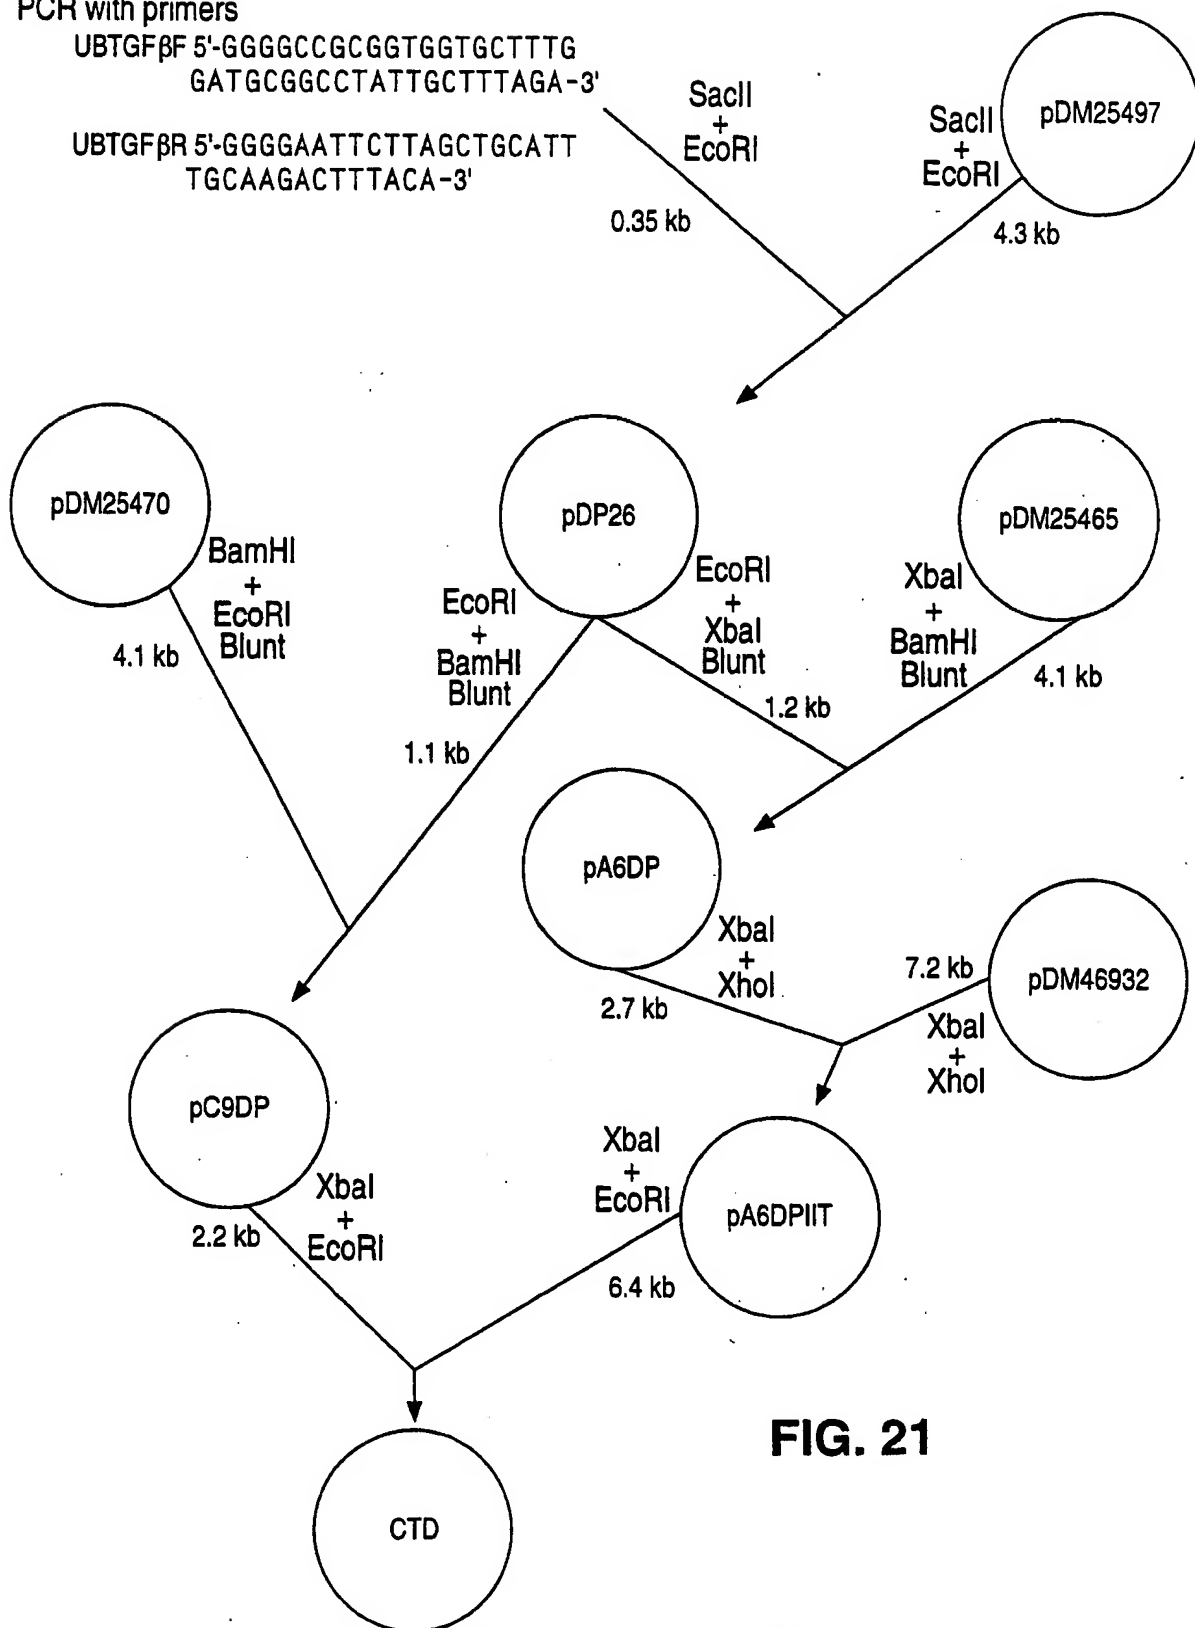 PCR with primers
UBTGFβF 5'-GGGGCCGCGGTGGTGCTTTG
GATGCGGCCTATTGCTTTAGA-3'
UBTGFβR 5'-GGGGAATTCTTAGCTGCATT
TGCAAGACTTTACA-3'
SacII
+
EcoRI
0.35 kb
SacII
+
EcoRI
pDM25497
4.3 kb
pDM25470
BamHI
+
EcoRI
Blunt
4.1 kb
pDP26
EcoRI
+
BamHI
Blunt
1.1 kb
EcoRI
+
XbaI
Blunt
1.2 kb
pDM25465
XbaI
+
BamHI
Blunt
4.1 kb
pA6DP
XbaI
+
XhoI
2.7 kb
7.2 kb
pDM46932
XbaI
+
XhoI
pC9DP
XbaI
+
EcoRI
2.2 kb
XbaI
+
EcoRI
pA6DPIIT
6.4 kb
FIG. 21
CTD